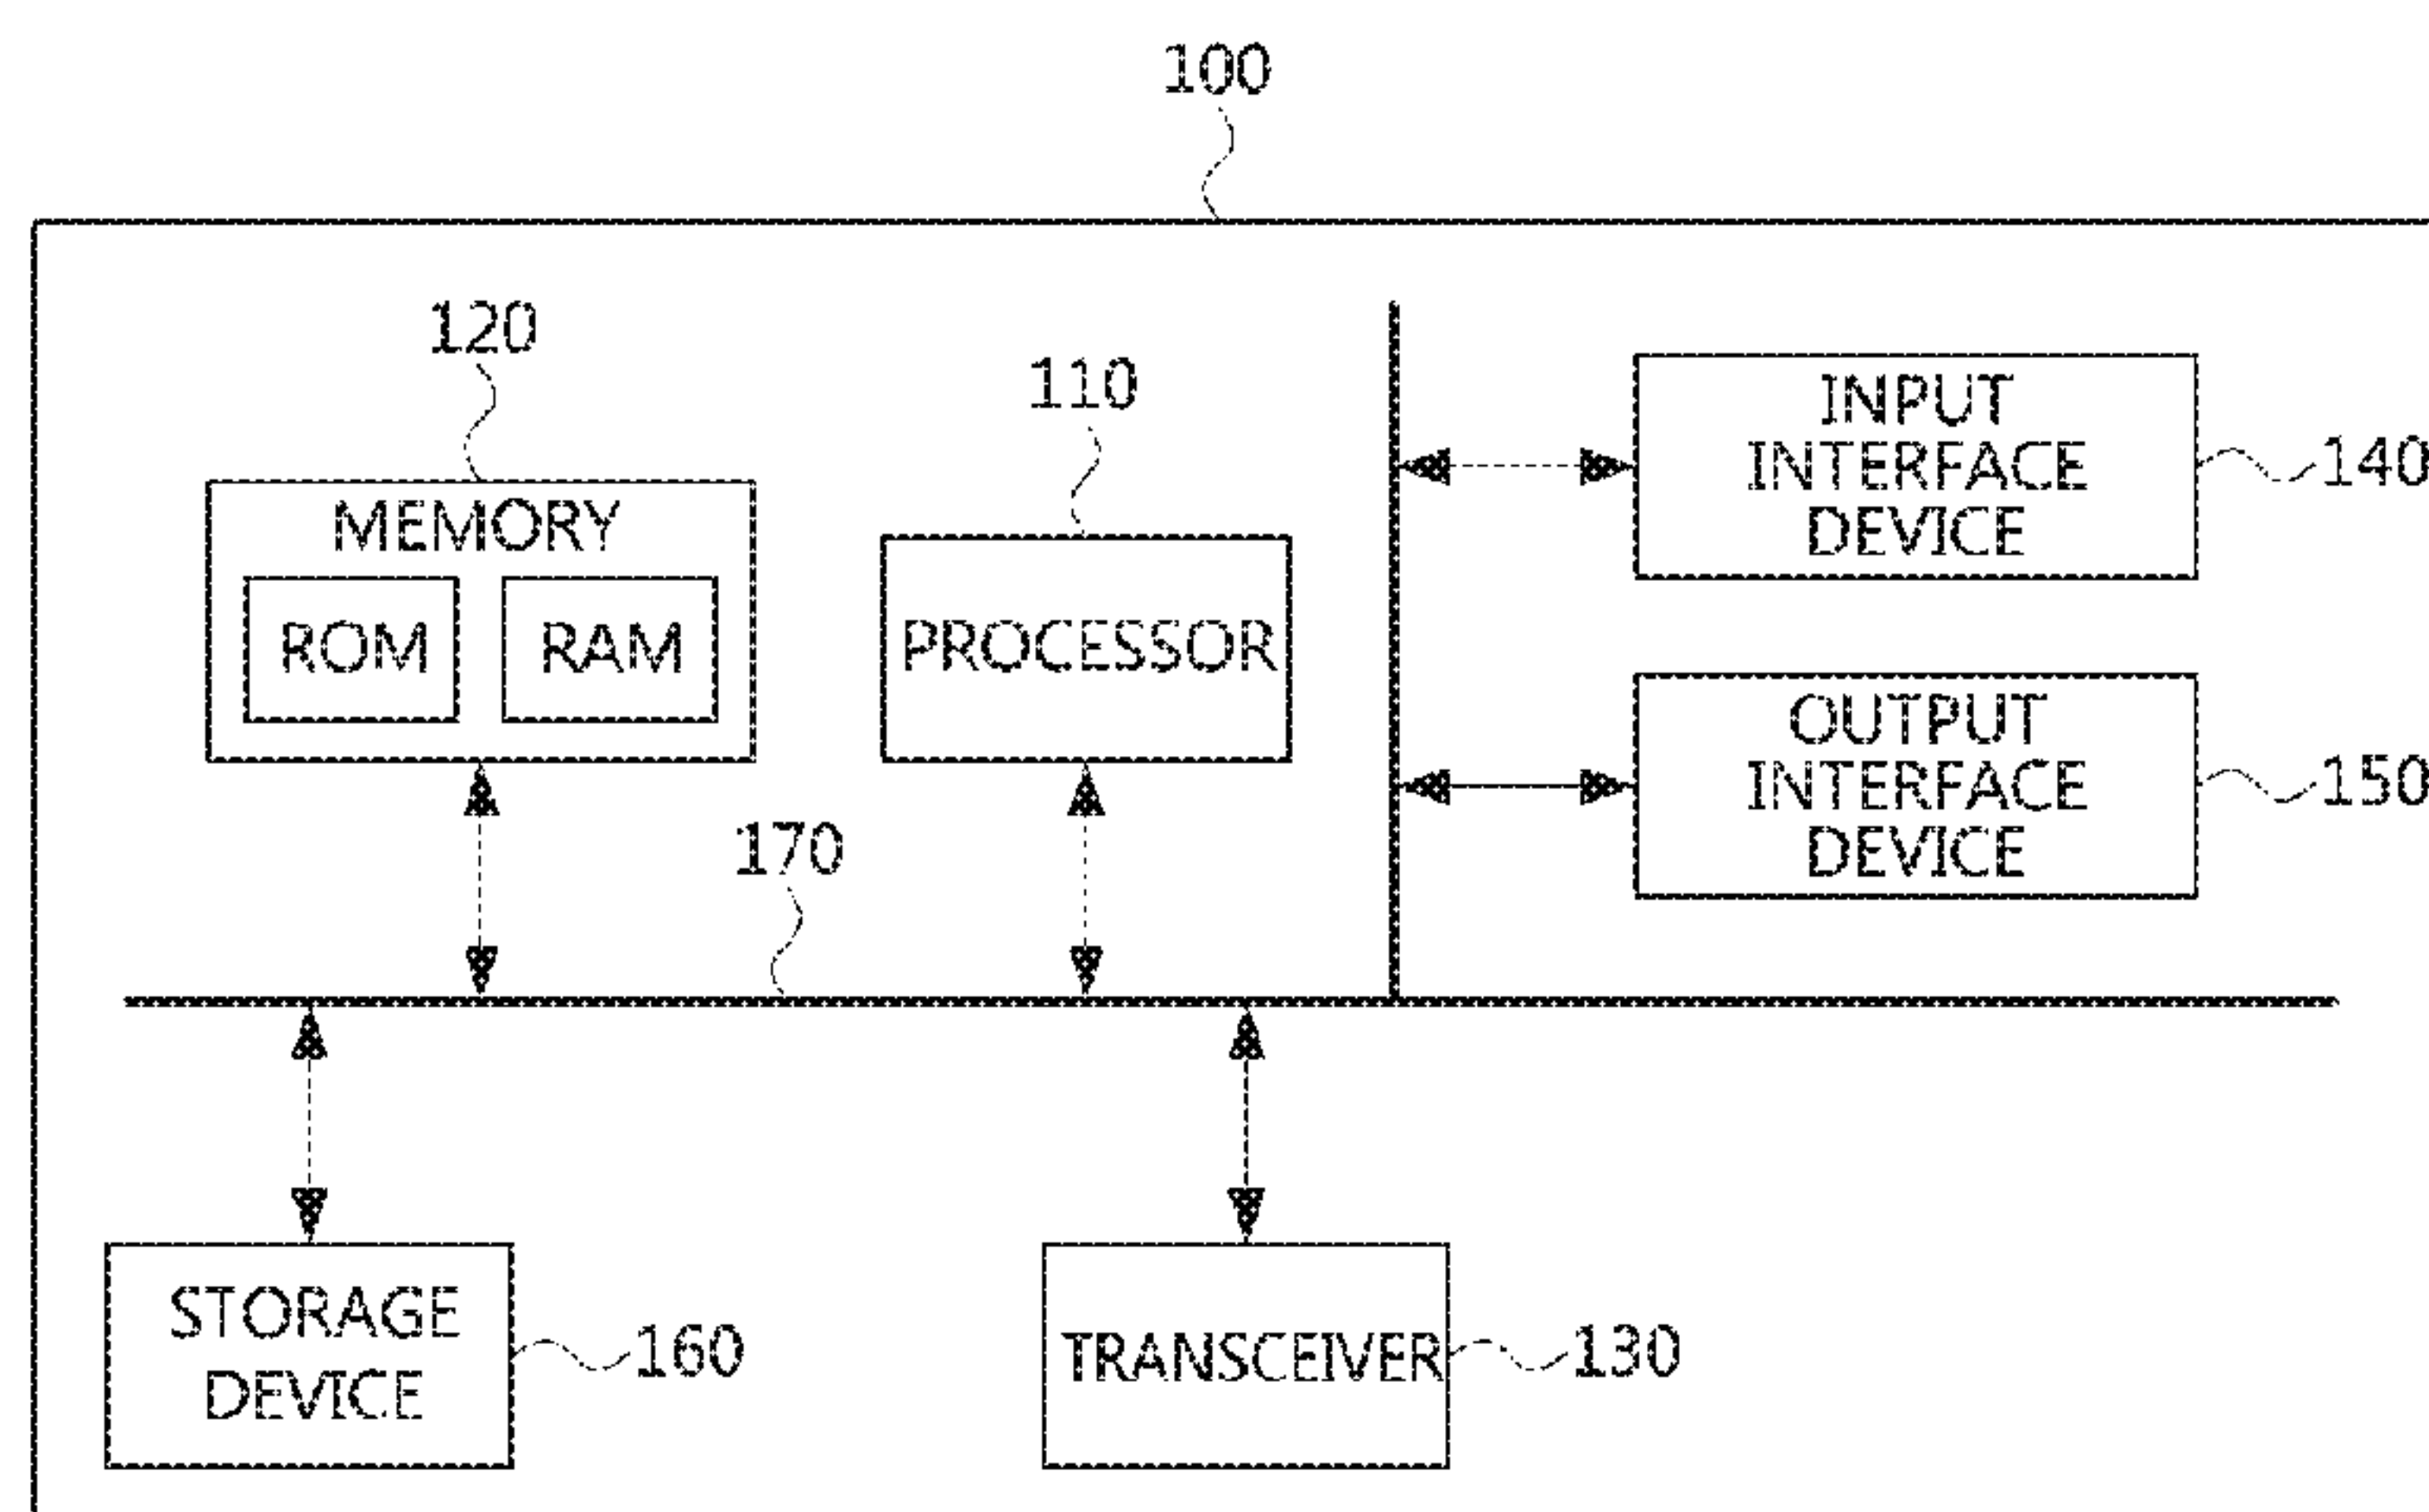 100
120
110
MEMORY
ROM
RAM
PROCESSOR
INPUT
INTERFACE
DEVICE
140
OUTPUT
INTERFACE
DEVICE
150
170
STORAGE
DEVICE
160
TRANSCEIVER
130